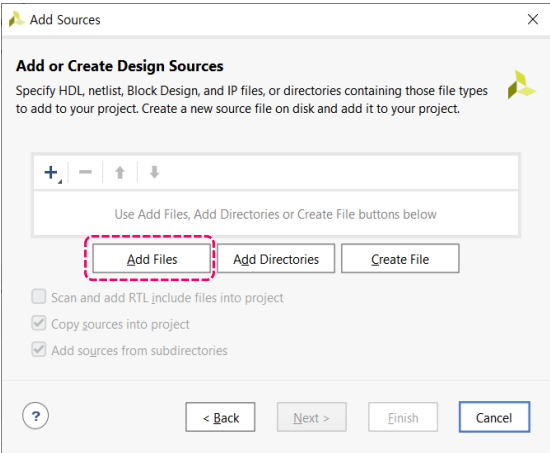 Add Sources
Add or Create Design Sources
Specify HDL, netlist, Block Design, and IP files, or directories containing those file types
to add to your project. Create a new source file on disk and add it to your project.
Use Add Files, Add Directories or Create File buttons below
Add Files
Add Directories
Create File
Scan and add RTL include files into project
Copy sources into project
Add sources from subdirectories
?
< Back
Next >
Finish
Cancel